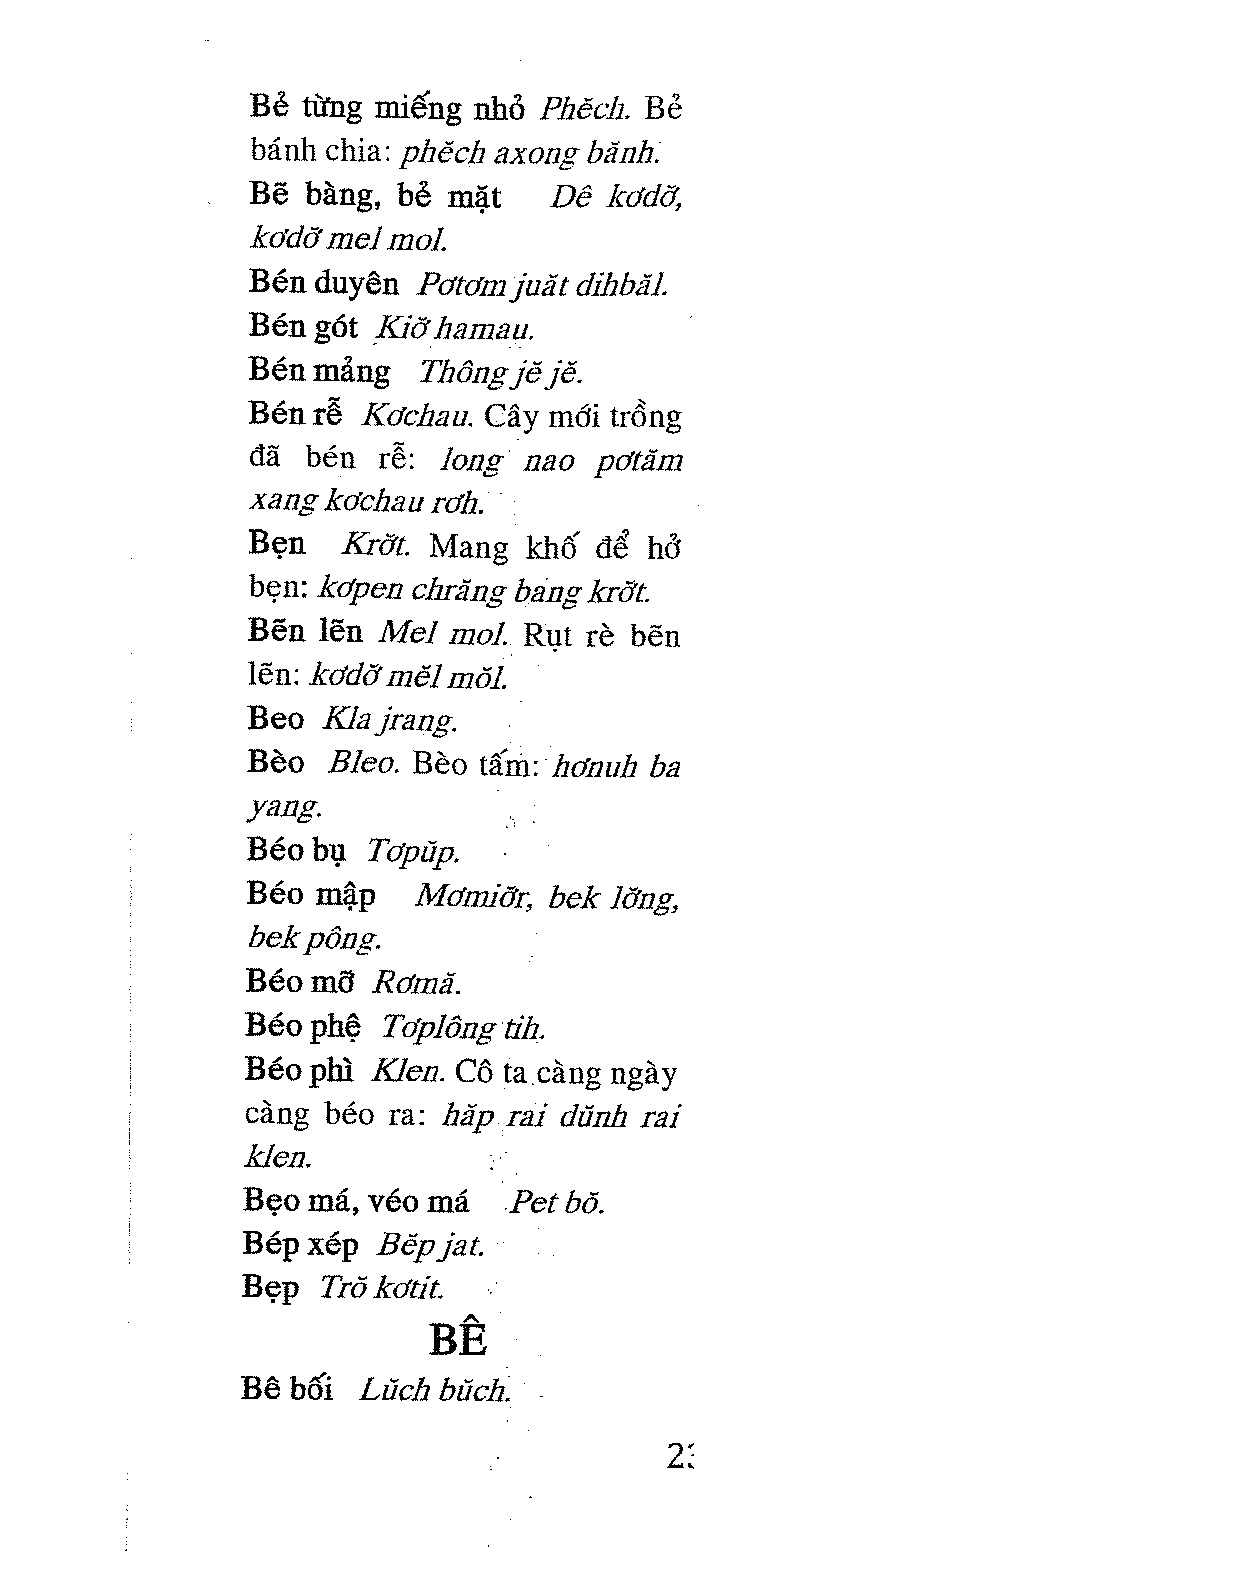 Bẻ từng miếng nhỏ Phĕch. Bẻ
bánh chia: phĕch axong bănh.
Bẽ bàng, bẻ mặt Dê kơdơ̆,
kơdơ̆ mel mol.
Bén duyên Pơtơm juăt dihbăl.
Bén gót Kiơ̆ hamau.
Bén mảng Thông jĕ jĕ.
Bén rễ Kơchau. Cây mới trồng
đã bén rễ: long nao pơtăm
xang kơchau rơh.
Bẹn Krơ̆t. Mang khố để hở
bẹn: kơpen chrăng bang krơ̆t.
Bẽn lẽn Mel mol. Rụt rè bẽn
lẽn: kơdơ̆ mĕl mŏl.
Beo Kla jrang.
Bèo Bleo. Bèo tấm: hơnuh ba
yang.
Béo bụ Tơpŭp.
Béo mập Mơmiơ̆r, bek lơ̆ng,
bek pông.
Béo mỡ Rơmă.
Béo phệ Tơplông tih.
Béo phì Klen. Cô ta càng ngày
càng béo ra: hăp rai dŭnh rai
klen.
Bẹo má, véo má Pet bŏ.
Bép xép Bĕp jat.
Bẹp Trŏ kơtit.
BÊ
Bê bối Lŭch bŭch.